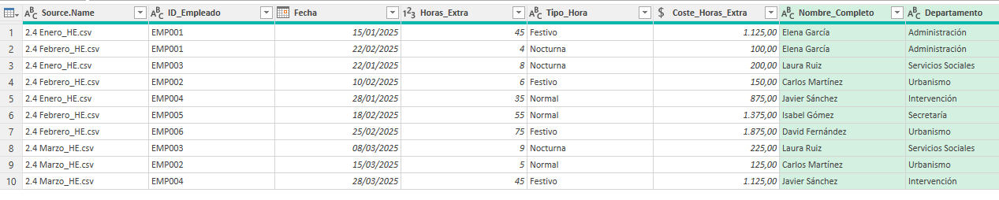 Source.Name ID_Empleado Fecha 1²3 Horas_Extra Tipo_Hora $ Coste_Horas_Extra Nombre_Completo Departamento
1 2.4 Enero_HE.csv EMP001 15/01/2025 45 Festivo 1.125,00 Elena García Administración
2 2.4 Febrero_HE.csv EMP001 22/02/2025 4 Nocturna 100,00 Elena García Administración
3 2.4 Enero_HE.csv EMP003 22/01/2025 8 Nocturna 200,00 Laura Ruiz Servicios Sociales
4 2.4 Febrero_HE.csv EMP002 10/02/2025 6 Festivo 150,00 Carlos Martínez Urbanismo
5 2.4 Enero_HE.csv EMP004 28/01/2025 35 Normal 875,00 Javier Sánchez Intervención
6 2.4 Febrero_HE.csv EMP005 18/02/2025 55 Normal 1.375,00 Isabel Gómez Secretaría
7 2.4 Febrero_HE.csv EMP006 25/02/2025 75 Festivo 1.875,00 David Fernández Urbanismo
8 2.4 Marzo_HE.csv EMP003 08/03/2025 9 Nocturna 225,00 Laura Ruiz Servicios Sociales
9 2.4 Marzo_HE.csv EMP002 15/03/2025 5 Normal 125,00 Carlos Martínez Urbanismo
10 2.4 Marzo_HE.csv EMP004 28/03/2025 45 Festivo 1.125,00 Javier Sánchez Intervención